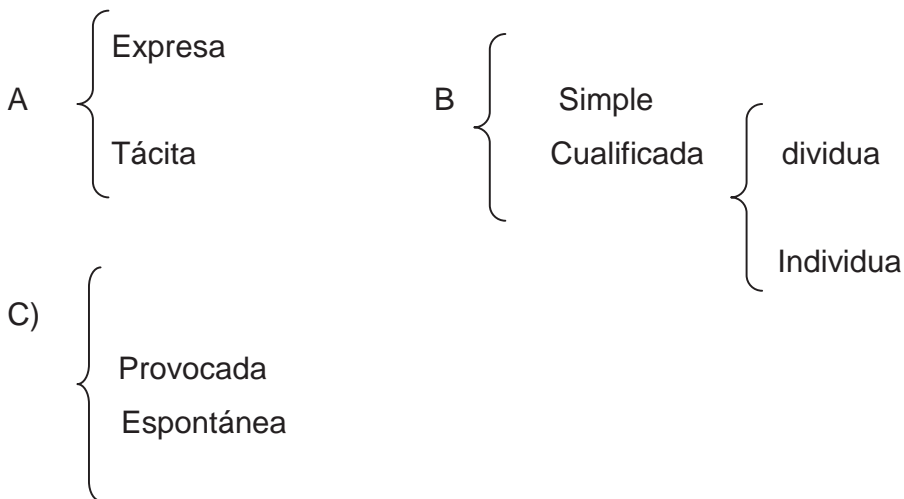 A
Expresa
Tácita
B
Simple
Cualificada
dividua
Individua
C)
Provocada
Espontánea